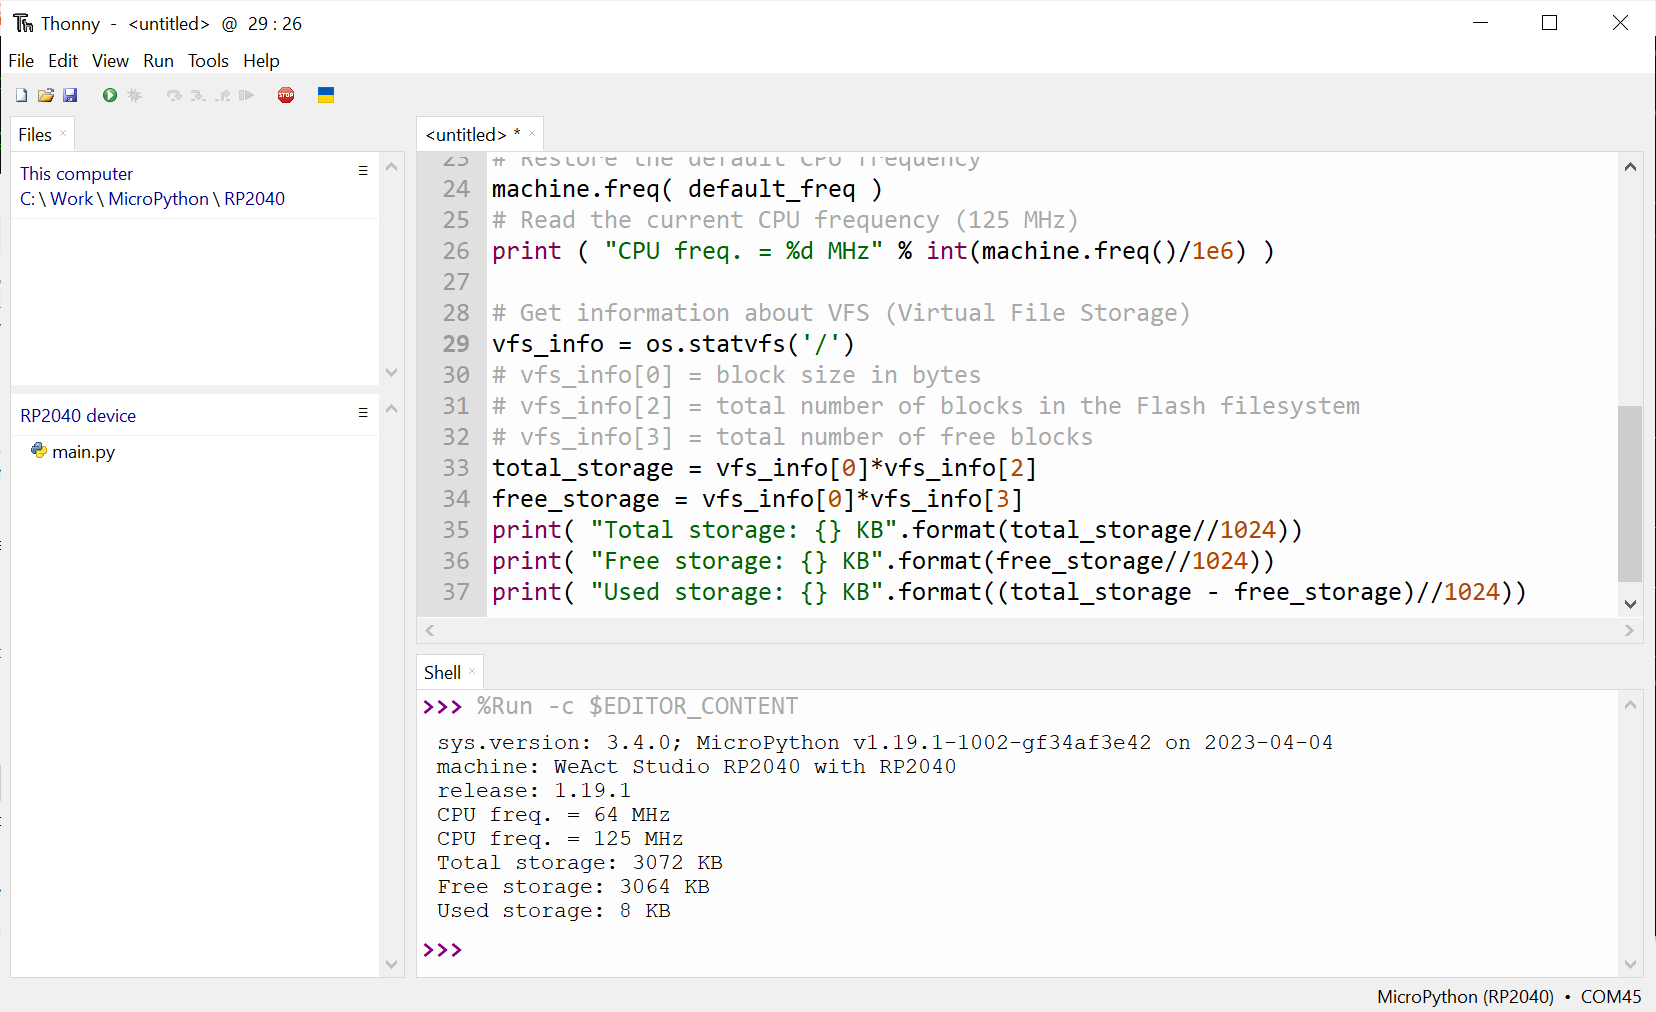 Thonny - <untitled> @ 29 : 26
File Edit View Run Tools Help
STOP
Files
This computer
C: \ Work \ MicroPython \ RP2040
RP2040 device
main.py
<untitled> *
23 # Restore the default CPU frequency
24 machine.freq( default_freq )
25 # Read the current CPU frequency (125 MHz)
26 print ( "CPU freq. = %d MHz" % int(machine.freq()/1e6) )
27
28 # Get information about VFS (Virtual File Storage)
29 vfs_info = os.statvfs('/')
30 # vfs_info[0] = block size in bytes
31 # vfs_info[2] = total number of blocks in the Flash filesystem
32 # vfs_info[3] = total number of free blocks
33 total_storage = vfs_info[0]*vfs_info[2]
34 free_storage = vfs_info[0]*vfs_info[3]
35 print( "Total storage: {} KB".format(total_storage//1024))
36 print( "Free storage: {} KB".format(free_storage//1024))
37 print( "Used storage: {} KB".format((total_storage - free_storage)//1024))
Shell
>>> %Run -c $EDITOR_CONTENT
sys.version: 3.4.0; MicroPython v1.19.1-1002-gf34af3e42 on 2023-04-04
machine: WeAct Studio RP2040 with RP2040
release: 1.19.1
CPU freq. = 64 MHz
CPU freq. = 125 MHz
Total storage: 3072 KB
Free storage: 3064 KB
Used storage: 8 KB
>>>
MicroPython (RP2040) • COM45